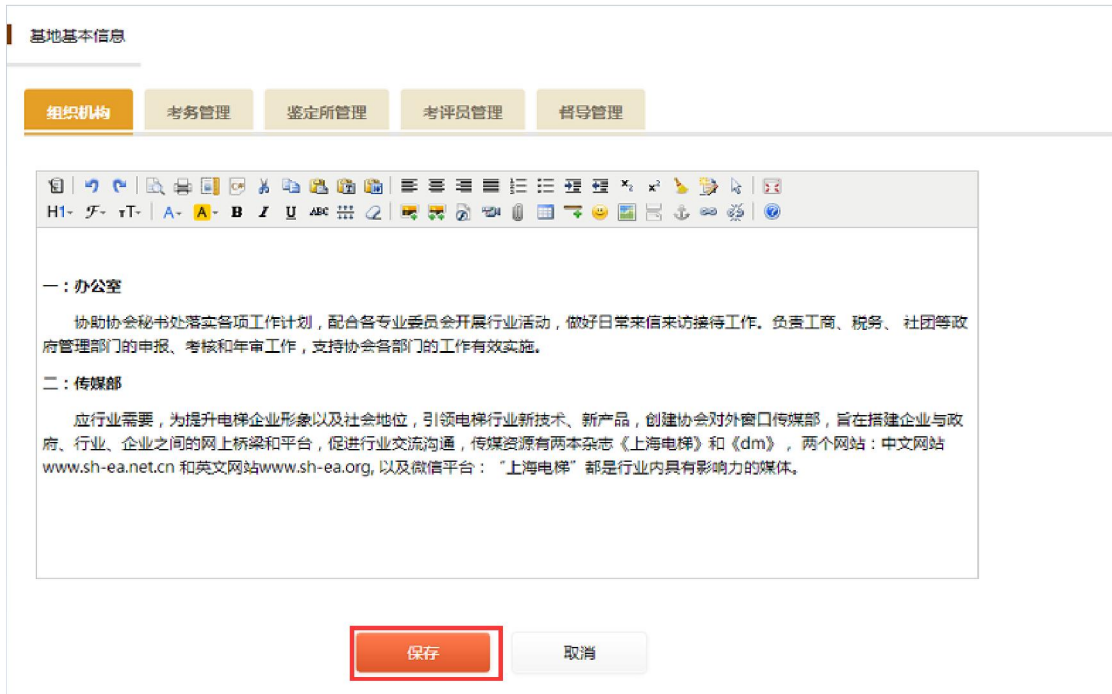 基地基本信息
组织机构 考务管理 鉴定所管理 考评员管理 督导管理
H1 F тT A A B I U ABC
一：办公室
协助协会秘书处落实各项工作计划，配合各专业委员会开展行业活动，做好日常来信来访接待工作。负责工商、税务、 社团等政
府管理部门的申报、考核和年审工作，支持协会各部门的工作有效实施。
二：传媒部
应行业需要，为提升电梯企业形象以及社会地位，引领电梯行业新技术、新产品，创建协会对外窗口传媒部，旨在搭建企业与政
府、行业、企业之间的网上桥梁和平台，促进行业交流沟通，传媒资源有两本杂志《上海电梯》和《dm》， 两个网站：中文网站
www.sh-ea.net.cn 和英文网站www.sh-ea.org, 以及微信平台：“上海电梯”都是行业内具有影响力的媒体。
保存 取消